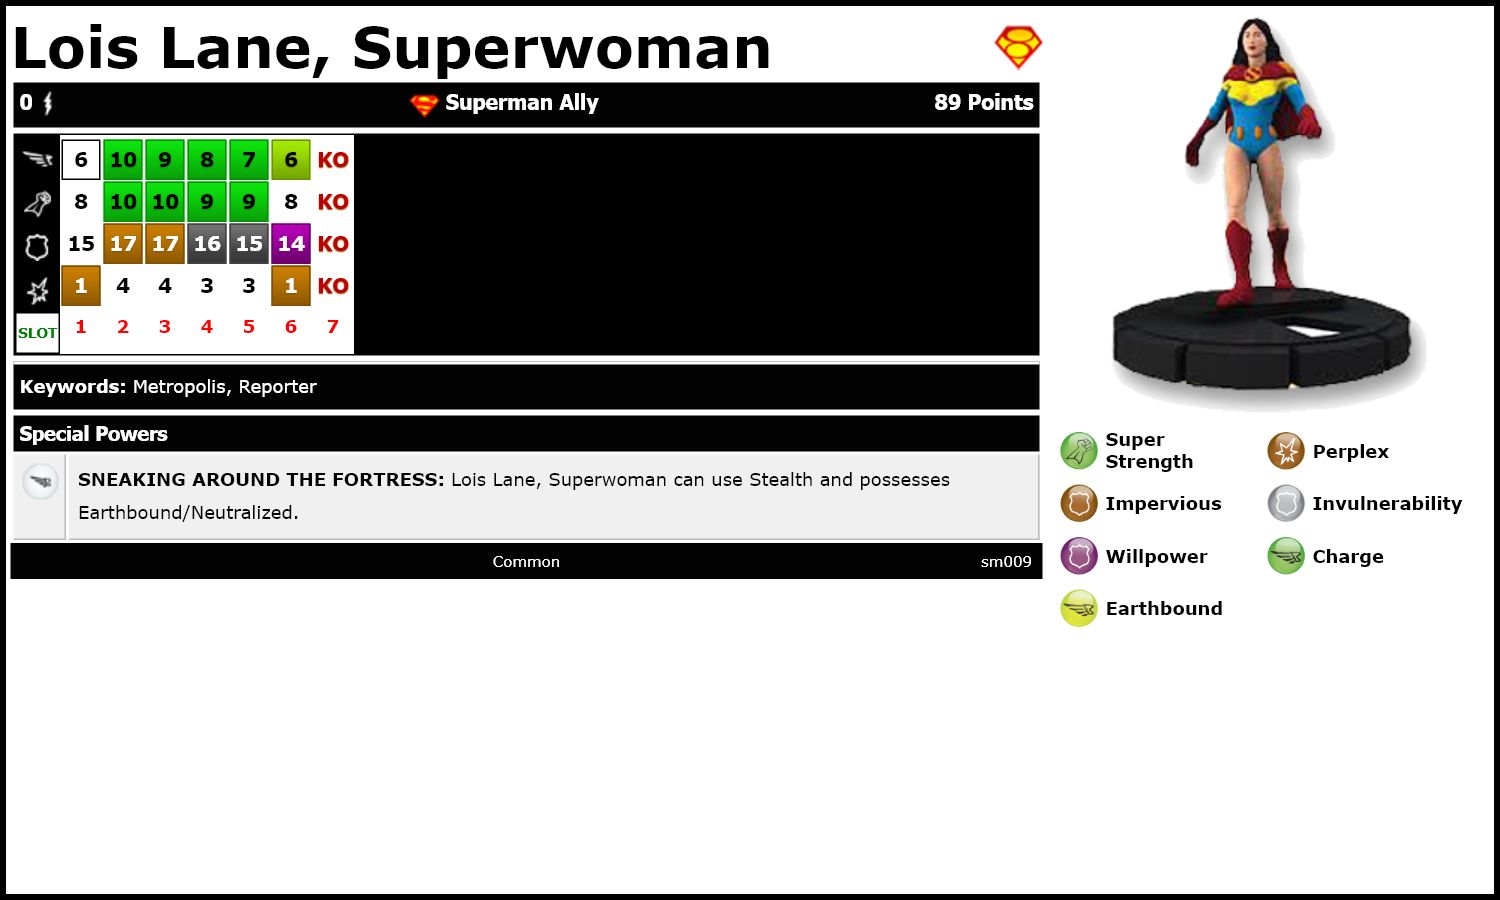 Lois Lane, Superwoman
0 Superman Ally 89 Points
6 10 9 8 7 6 KO
8 10 10 9 9 8 KO
15 17 17 16 15 14 KO
1 4 4 3 3 1 KO
SLOT 1 2 3 4 5 6 7
Keywords: Metropolis, Reporter
Special Powers
SNEAKING AROUND THE FORTRESS: Lois Lane, Superwoman can use Stealth and possesses
Earthbound/Neutralized.
Common sm009
Super
Strength
Perplex
Impervious
Invulnerability
Willpower
Charge
Earthbound